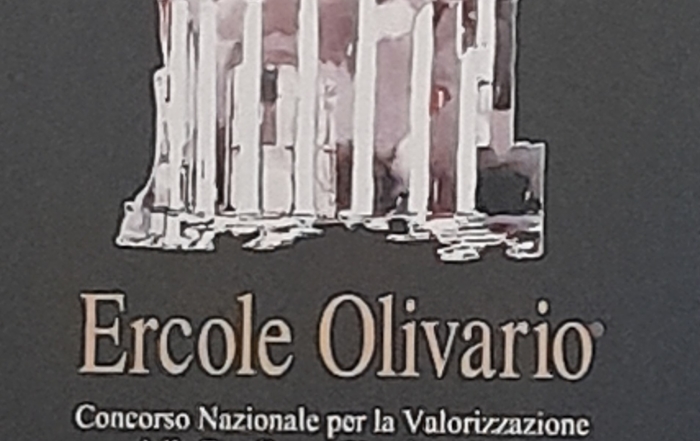 Ercole Olivario®
Concorso Nazionale per la Valorizzazione